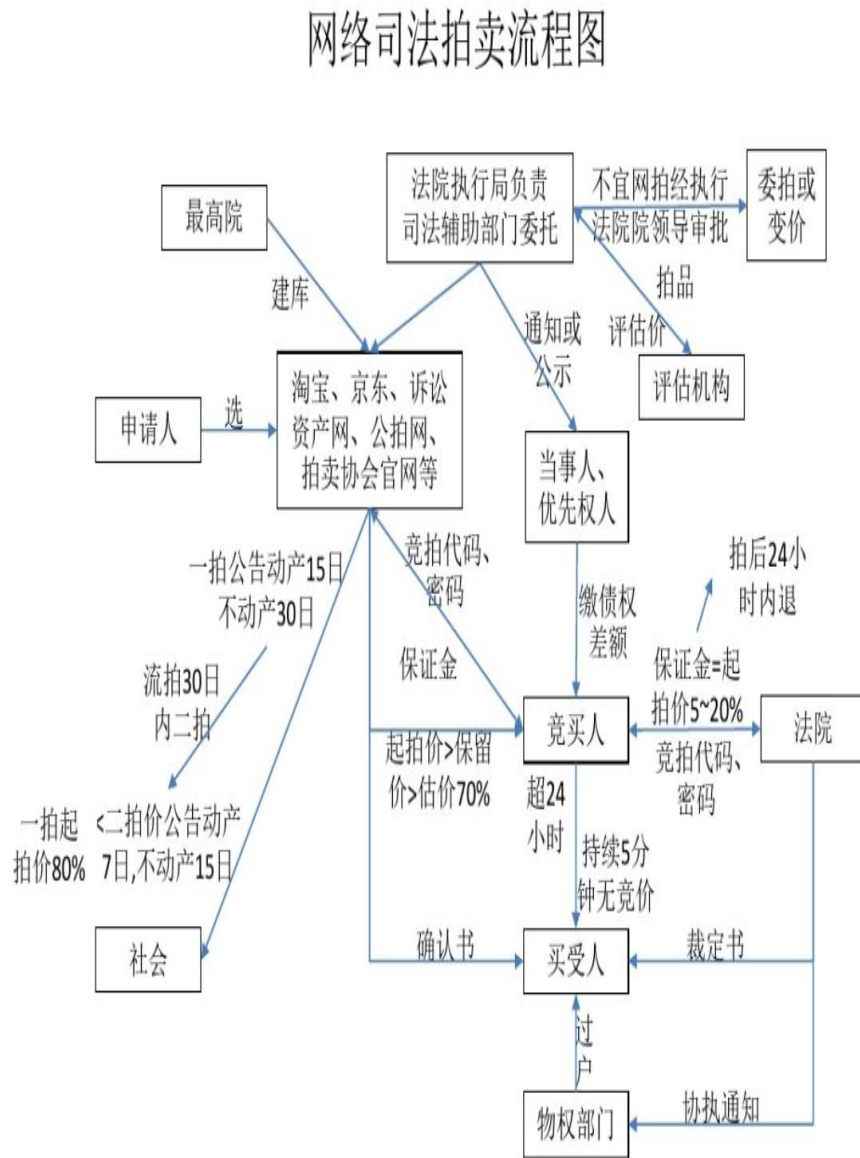 网络司法拍卖流程图
最高院
法院执行局负责
司法辅助部门委托
不宜网拍经执行
法院院领导审批
委拍或
变价
建库
拍品
评估价
通知或
公示
评估机构
申请人
选
淘宝、京东、诉讼
资产网、公拍网、
拍卖协会官网等
当事人、
优先权人
一拍公告动产15日
不动产30日
竞拍代码、
密码
缴债权
差额
拍后24小
时内退
流拍30日
内二拍
保证金
保证金=起
拍价5~20%
竞买人
法院
起拍价>保留
价>估价70%
竞拍代码、
密码
超24
小时
持续5分
钟无竞价
一拍起
拍价80%
<二拍价公告动产
7日,不动产15日
社会
确认书
买受人
裁定书
过
户
物权部门
协执通知